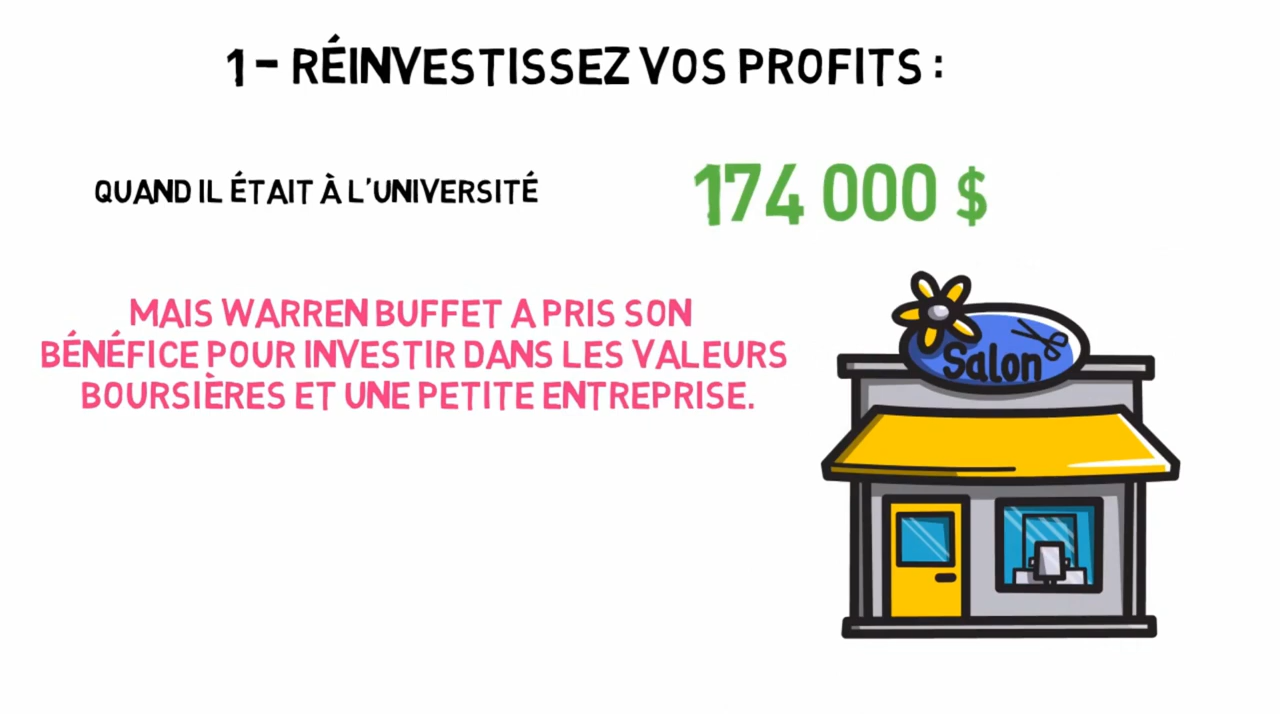 1 - RÉINVESTISSEZ VOS PROFITS :
QUAND IL ÉTAIT À L'UNIVERSITÉ
174 000 $
MAIS WARREN BUFFET A PRIS SON
BÉNÉFICE POUR INVESTIR DANS LES VALEURS
BOURSIÈRES ET UNE PETITE ENTREPRISE.
Salon